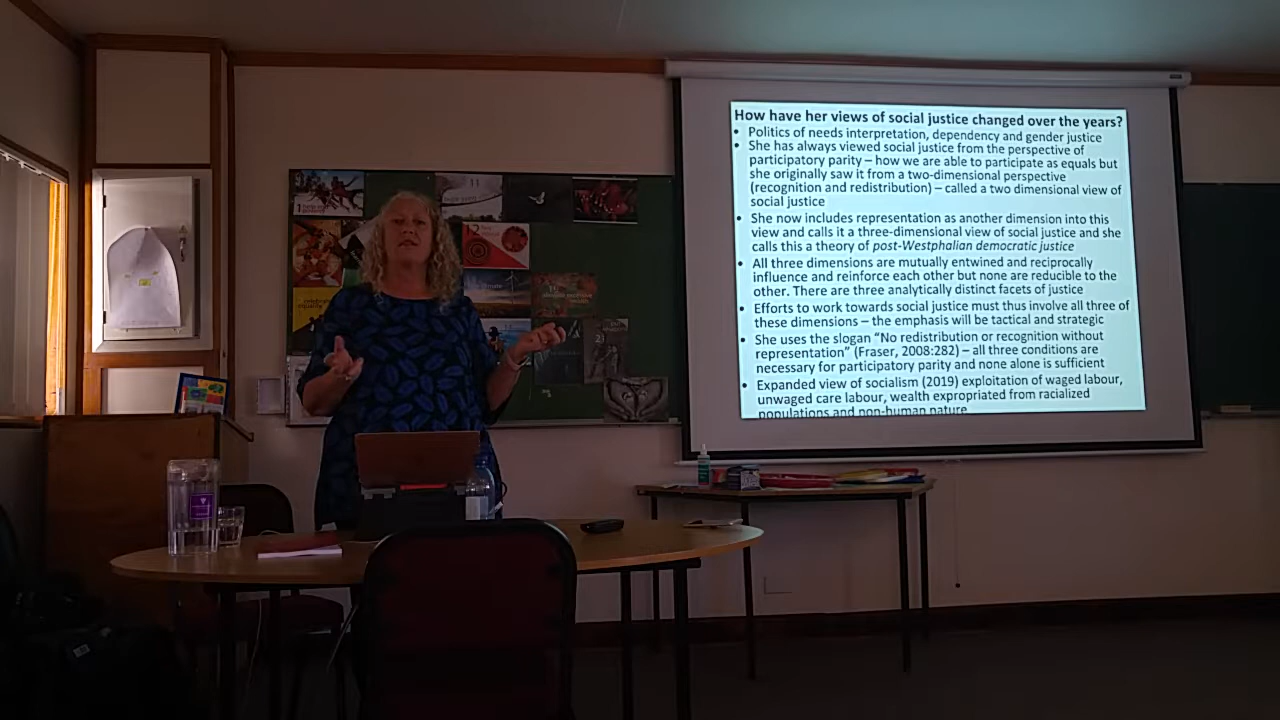 How have her views of social justice changed over the years?
• Politics of needs interpretation, dependency and gender justice
• She has always viewed social justice from the perspective of
participatory parity – how we are able to participate as equals but
she originally saw it from a two-dimensional perspective
(recognition and redistribution) – called a two dimensional view of
social justice
• She now includes representation as another dimension into this
view and calls it a three-dimensional view of social justice and she
calls this a theory of post-Westphalian democratic justice
• All three dimensions are mutually entwined and reciprocally
influence and reinforce each other but none are reducible to the
other. There are three analytically distinct facets of justice
• Efforts to work towards social justice must thus involve all three of
these dimensions – the emphasis will be tactical and strategic
• She uses the slogan “No redistribution or recognition without
representation” (Fraser, 2008:282) – all three conditions are
necessary for participatory parity and none alone is sufficient
• Expanded view of socialism (2019) exploitation of waged labour,
unwaged care labour, wealth expropriated from racialized
populations and non-human nature
11
12